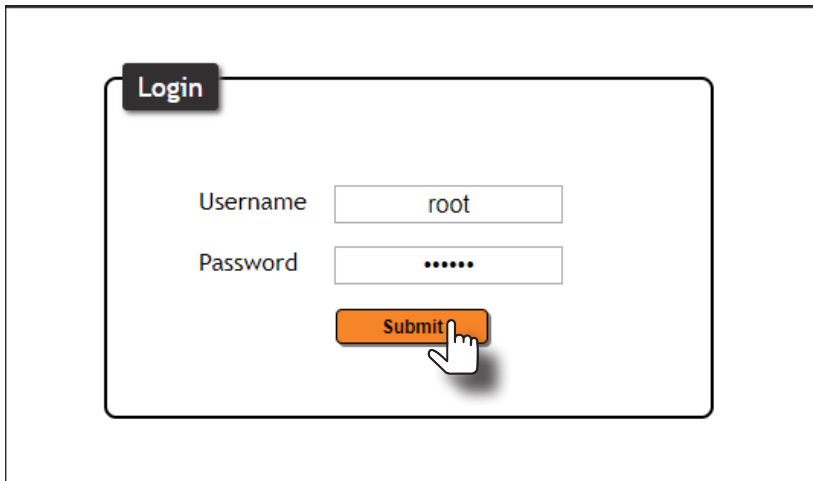 Login
Username root
Password ••••••
Submit